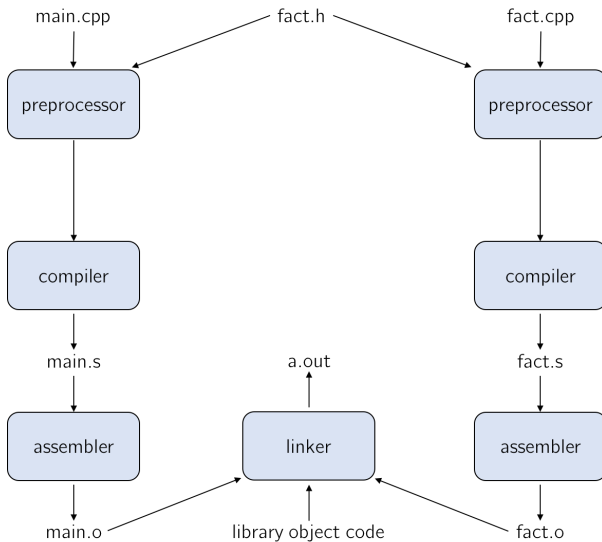 main.cpp
fact.h
fact.cpp
preprocessor
preprocessor
compiler
compiler
main.s
a.out
fact.s
assembler
linker
assembler
main.o
library object code
fact.o